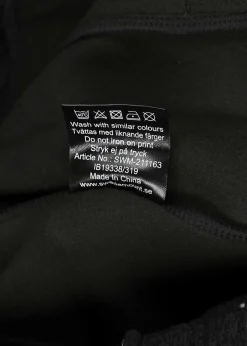 Wash with similar colours
Tvättas med liknande färger
Do not iron on print
Stryk ej på tryck
Article No.: SWM-211163
IB19338/319
Made in China